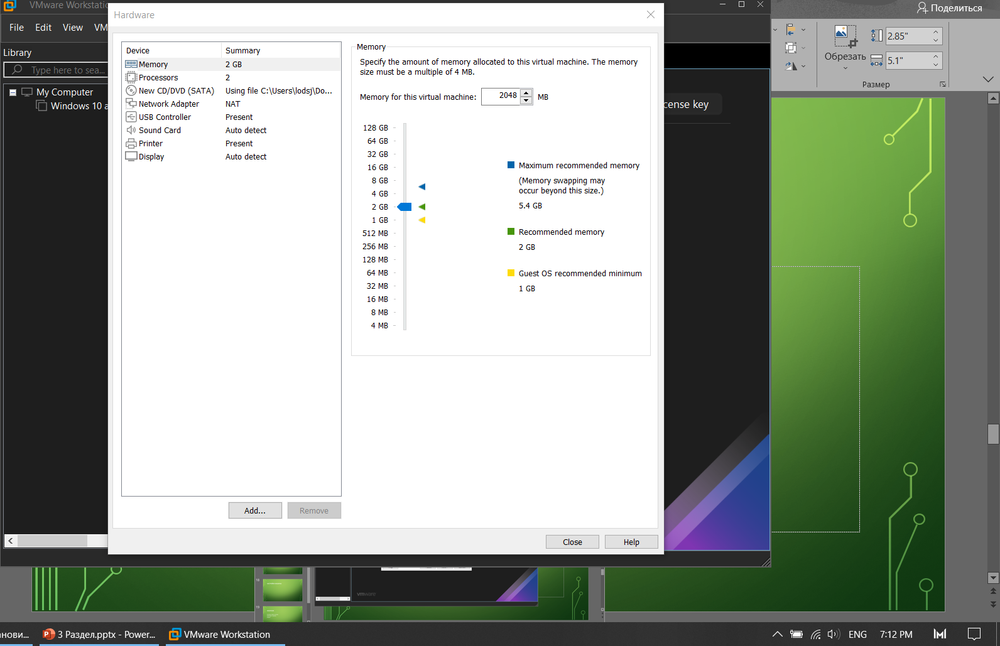 VMware Workstatio
Hardware
Поделиться
File Edit View VM
Library
Type here to sea...
My Computer
Windows 10 a
Device Summary
Memory 2 GB
Processors 2
New CD/DVD (SATA) Using file C:\Users\lodsj\Do...
Network Adapter NAT
USB Controller Present
Sound Card Auto detect
Printer Present
Display Auto detect
Add... Remove
Memory
Specify the amount of memory allocated to this virtual machine. The memory
size must be a multiple of 4 MB.
Memory for this virtual machine: 2048 MB
128 GB
64 GB
32 GB
16 GB
8 GB
4 GB
2 GB
1 GB
512 MB
256 MB
128 MB
64 MB
32 MB
16 MB
8 MB
4 MB
Maximum recommended memory
(Memory swapping may
occur beyond this size.)
5.4 GB
Recommended memory
2 GB
Guest OS recommended minimum
1 GB
Close Help
cense key
2.85"
Обрезать 5.1"
Размер
vmware
анови... 3 Раздел.pptx - Power... VMware Workstation
ENG 7:12 PM